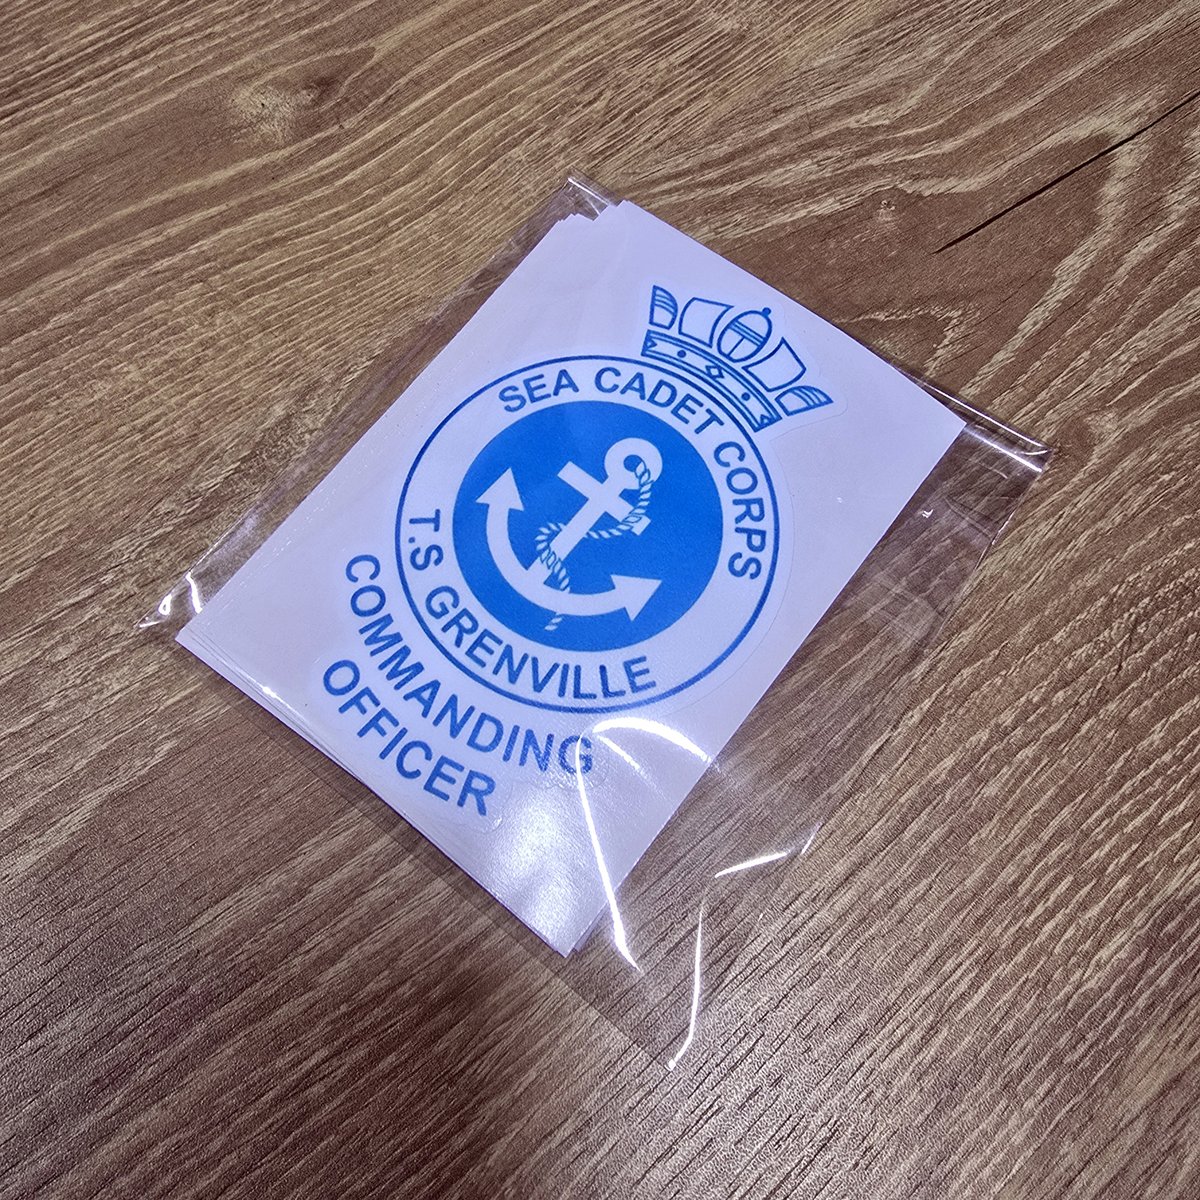 SEA CADET CORPS
T.S GRENVILLE
COMMANDING
OFFICER